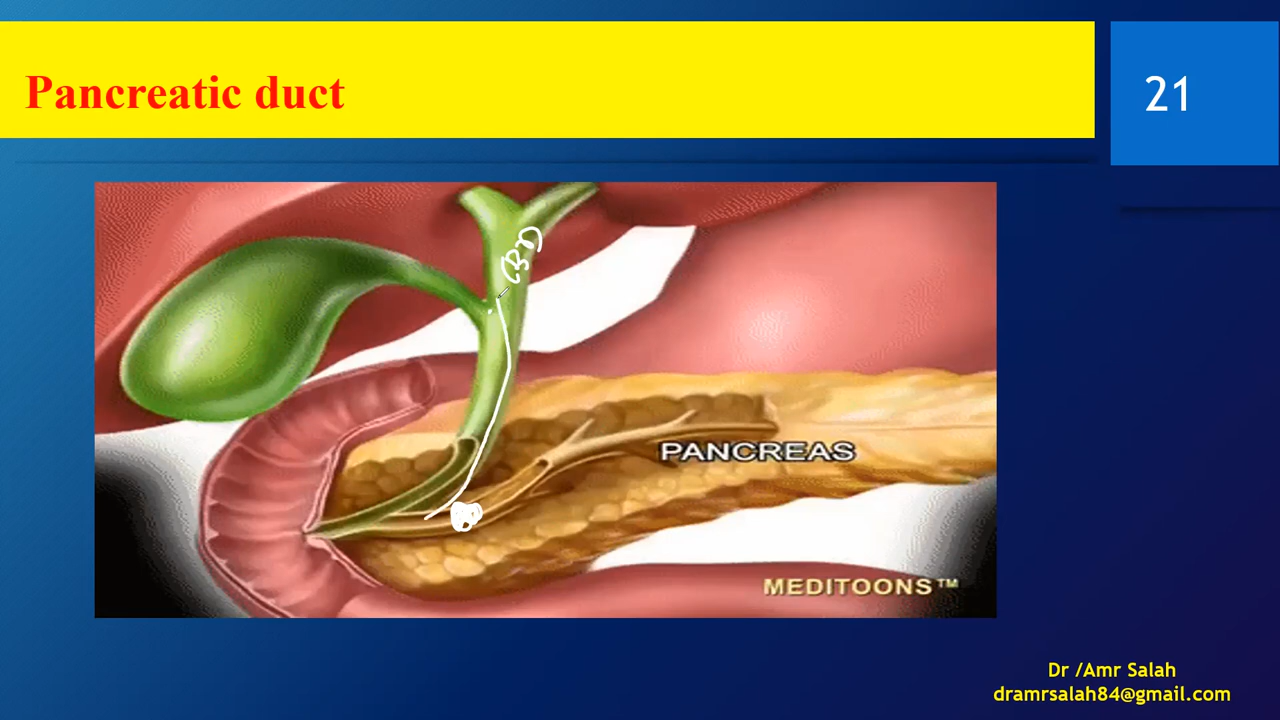 Pancreatic duct
21
PANCREAS
MEDITOONS™
Dr /Amr Salah
dramrsalah84@gmail.com